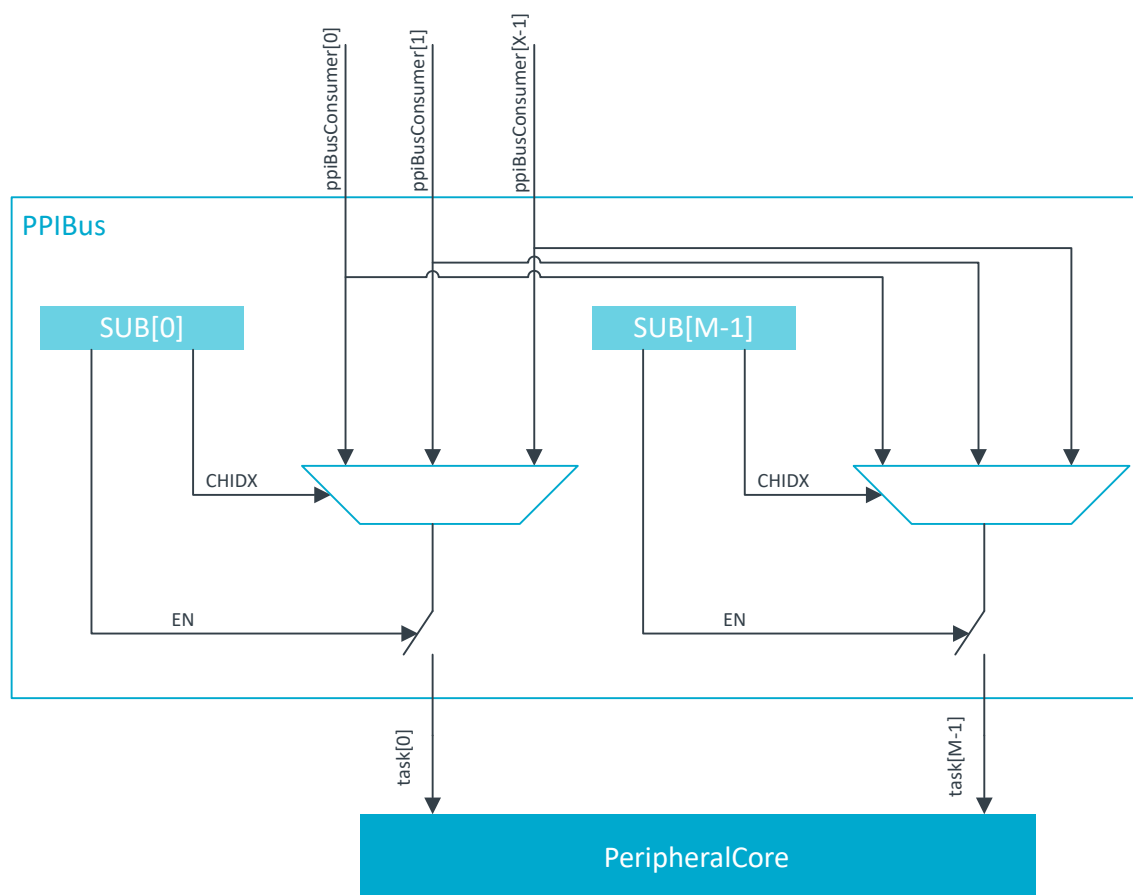 ppiBusConsumer[0]
ppiBusConsumer[1]
ppiBusConsumer[X-1]
PPIBus
SUB[0]
SUB[M-1]
CHIDX
CHIDX
EN
EN
task[0]
task[M-1]
PeripheralCore